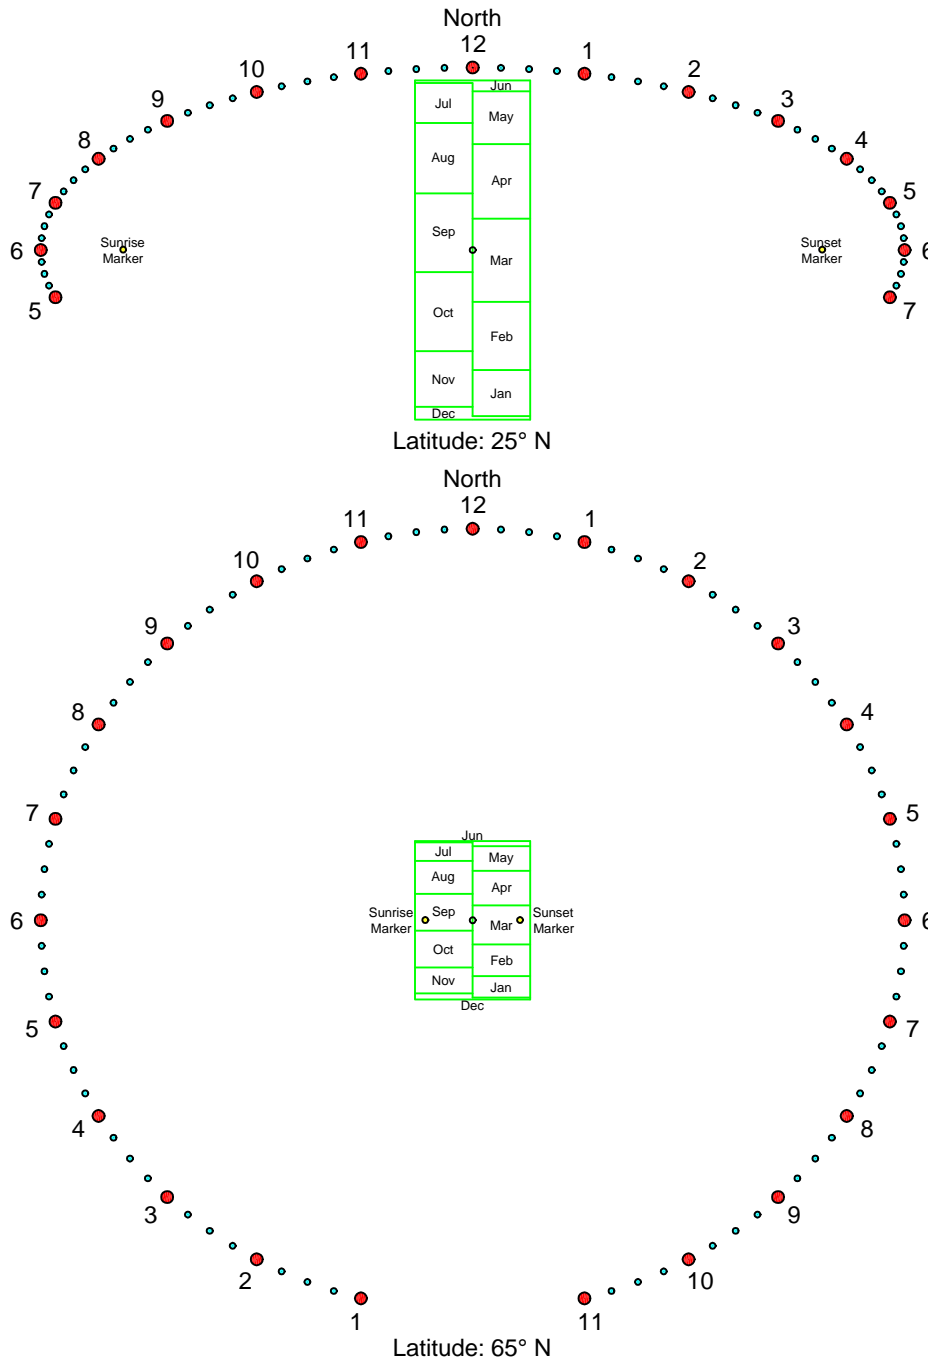 North
12
11
1
10
2
9
3
8
4
7
5
6
6
5
7
Jun
Jul
May
Aug
Apr
Sep
Mar
Oct
Feb
Nov
Jan
Dec
Sunrise
Marker
Sunset
Marker
Latitude: 25° N
North
12
11
1
10
2
9
3
8
4
7
5
6
6
5
7
4
8
3
9
2
10
1
11
Jun
Jul
May
Aug
Apr
Sep
Mar
Oct
Feb
Nov
Jan
Dec
Sunrise
Marker
Sunset
Marker
Latitude: 65° N